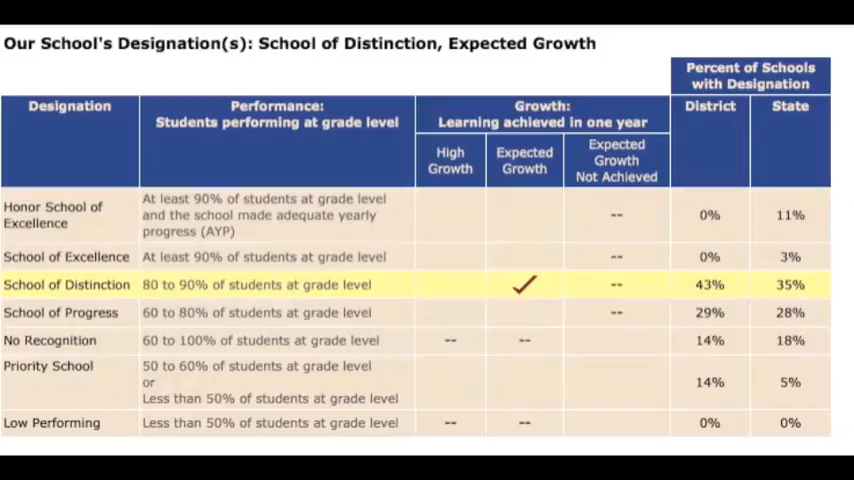 Our School's Designation(s): School of Distinction, Expected Growth
Percent of Schools
with Designation
Designation
Performance:
Students performing at grade level
Growth:
Learning achieved in one year
District
State
High
Growth
Expected
Growth
Expected
Growth
Not Achieved
Honor School of
Excellence
At least 90% of students at grade level
and the school made adequate yearly
progress (AYP)
--
0%
11%
School of Excellence
At least 90% of students at grade level
--
0%
3%
School of Distinction
80 to 90% of students at grade level
✓
--
43%
35%
School of Progress
60 to 80% of students at grade level
--
29%
28%
No Recognition
60 to 100% of students at grade level
--
--
14%
18%
Priority School
50 to 60% of students at grade level
or
Less than 50% of students at grade level
14%
5%
Low Performing
Less than 50% of students at grade level
--
--
0%
0%